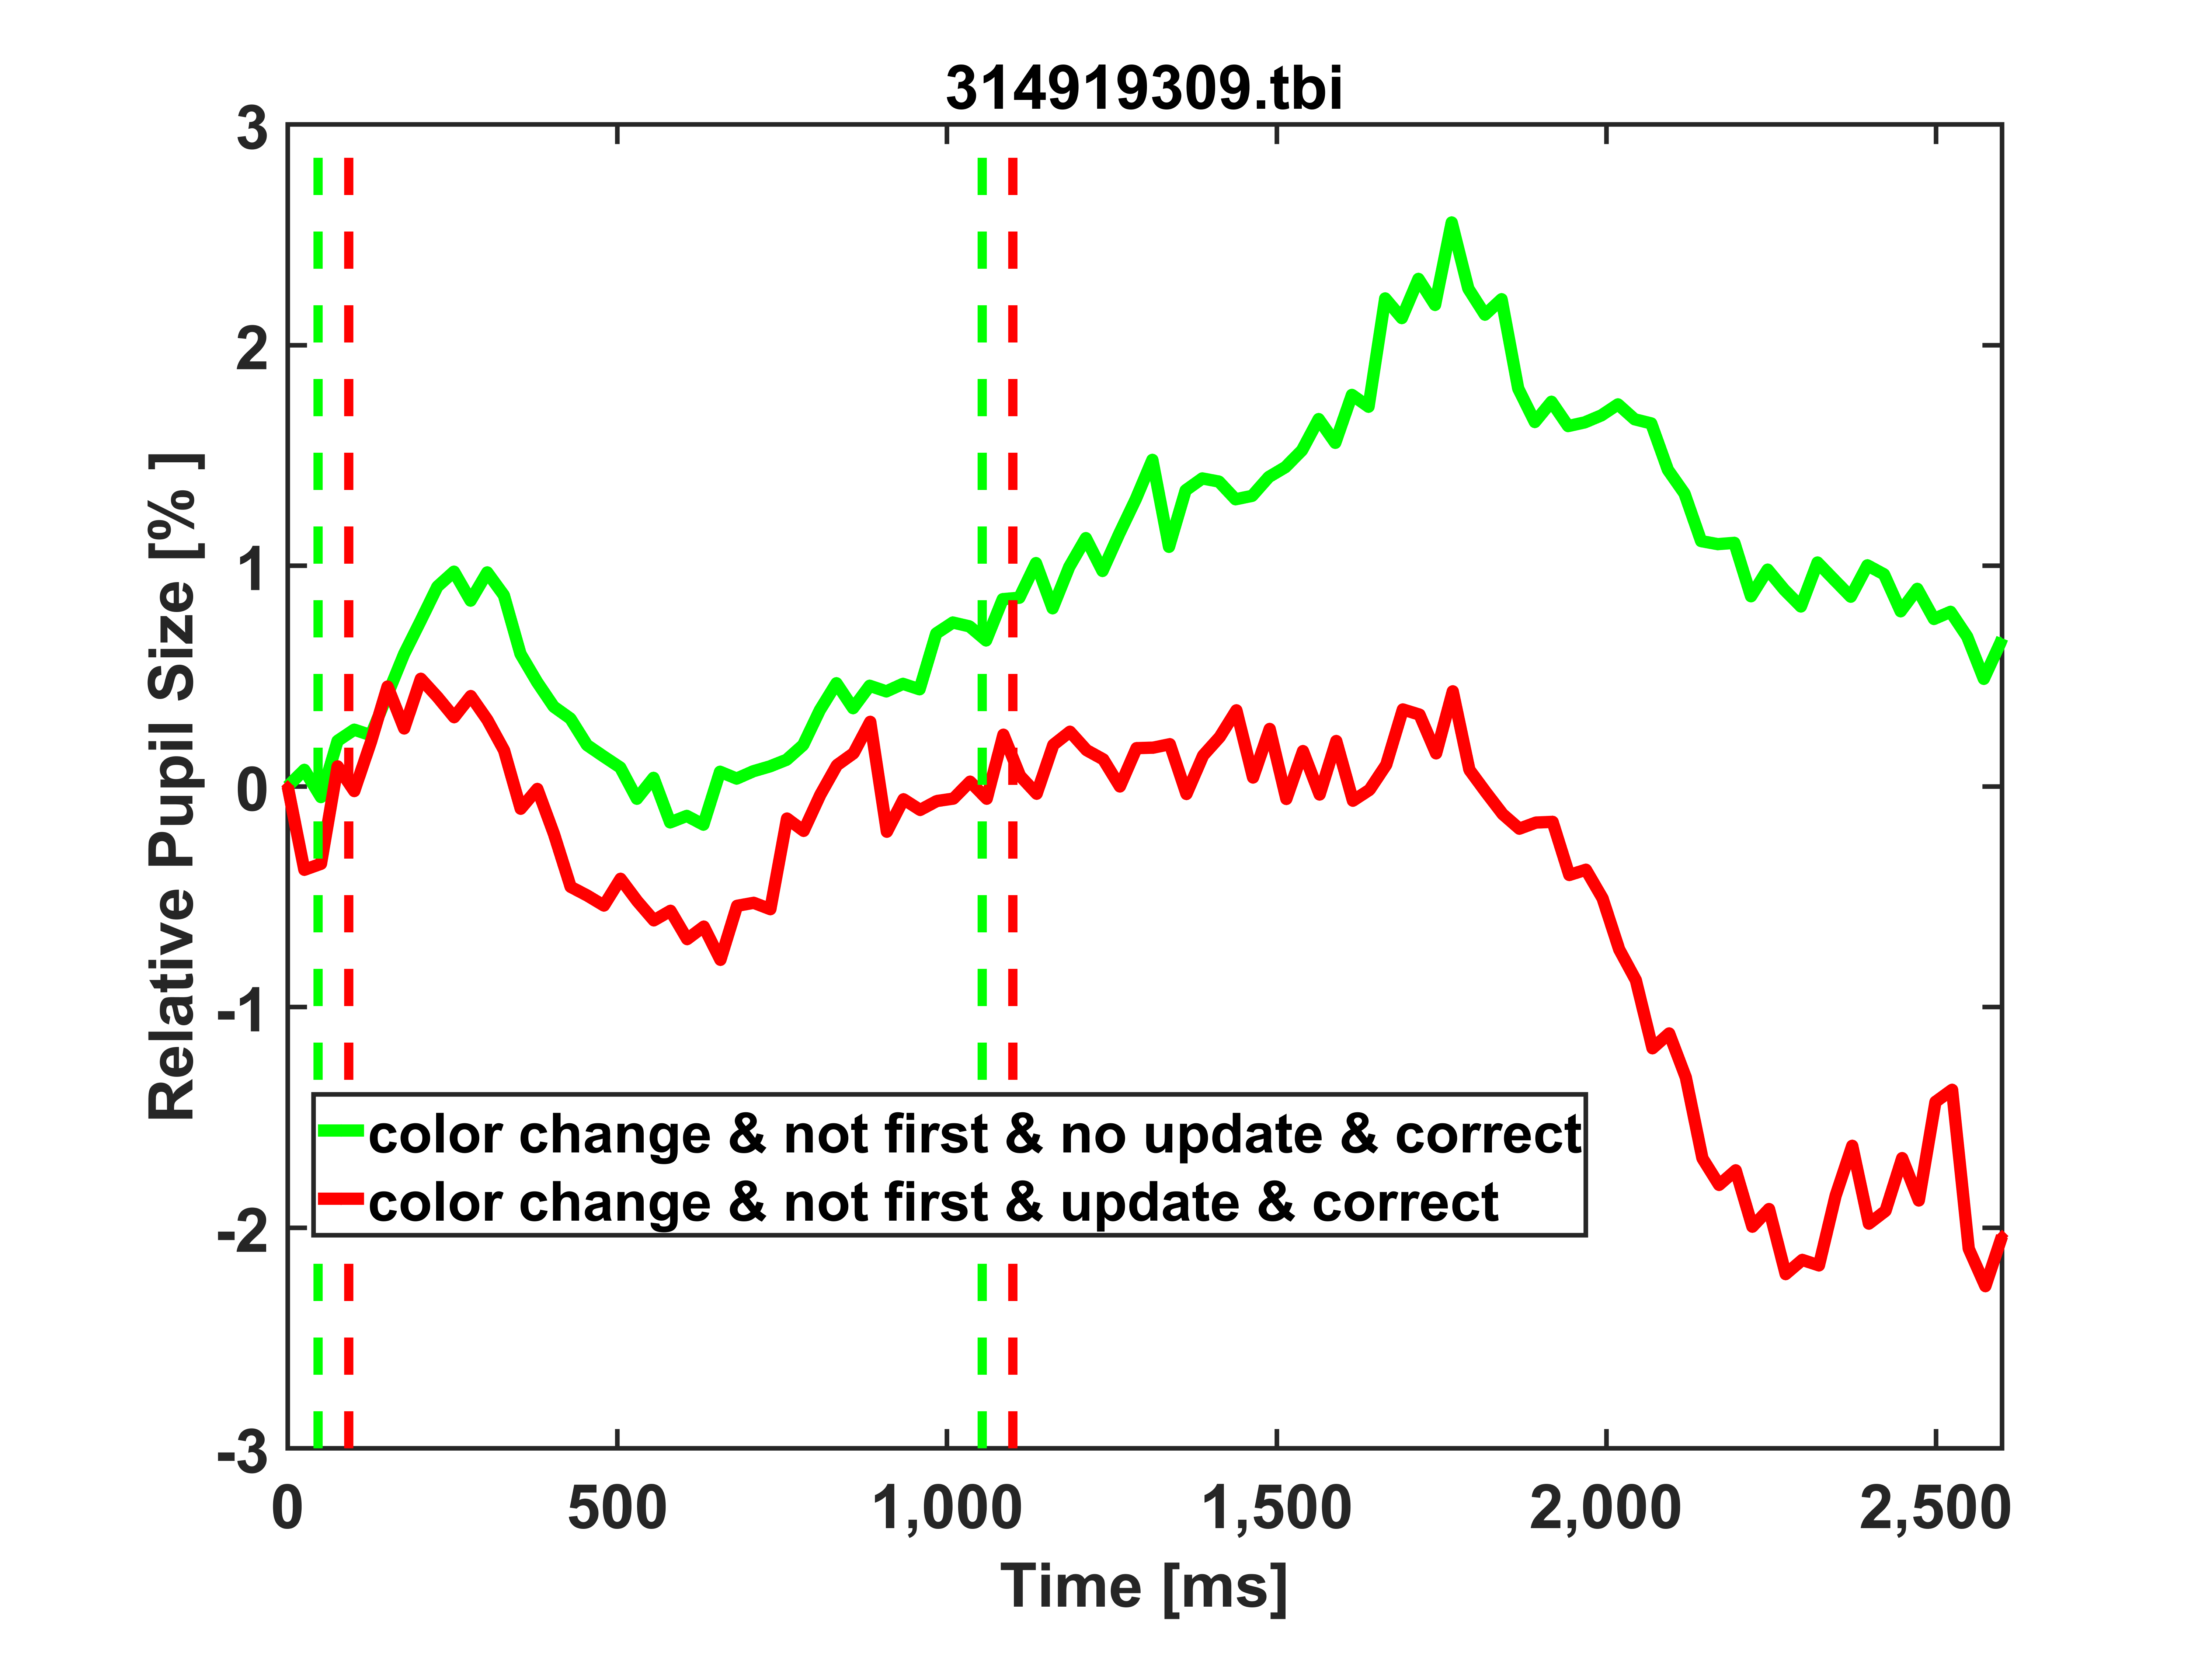 314919309.tbi
3
2
1
0
-1
-2
-3
Relative Pupil Size [% ]
color change & not first & no update & correct
color change & not first & update & correct
0 500 1,000 1,500 2,000 2,500
Time [ms]